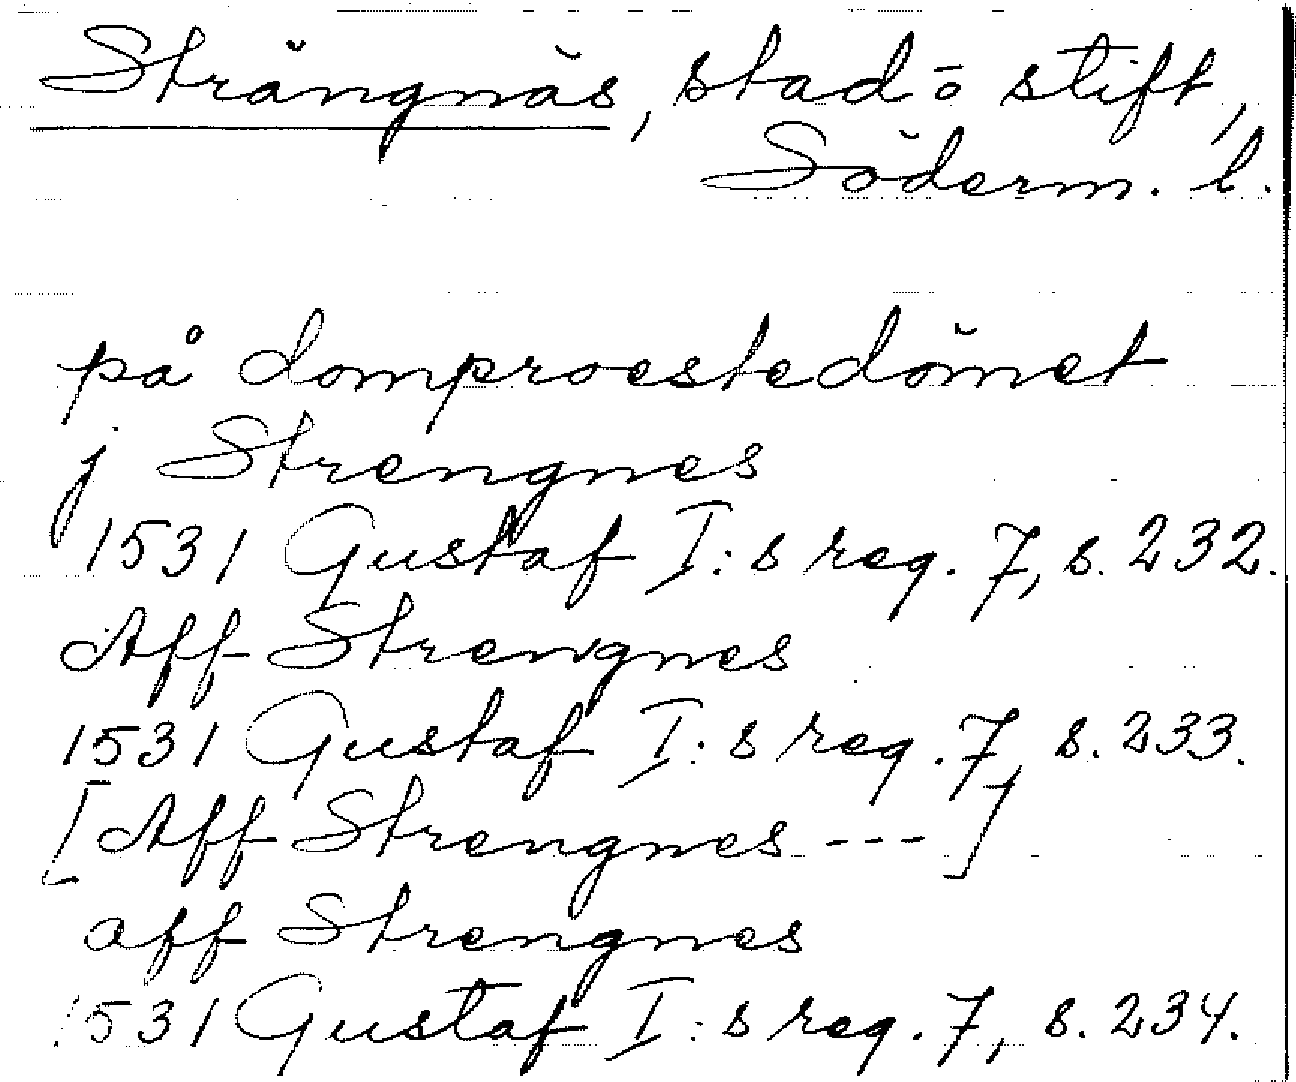 Strängnäs, stad o stift,
Söderm. l.
på domproestedömet
j Strengnes
1531 Gustaf I:s reg. 7, s. 232.
Aff Strengnes
1531 Gustaf I:s reg. 7, s. 233.
[Aff Strengnes ---]
aff Strengnes
1531 Gustaf I:s reg. 7, s. 234.